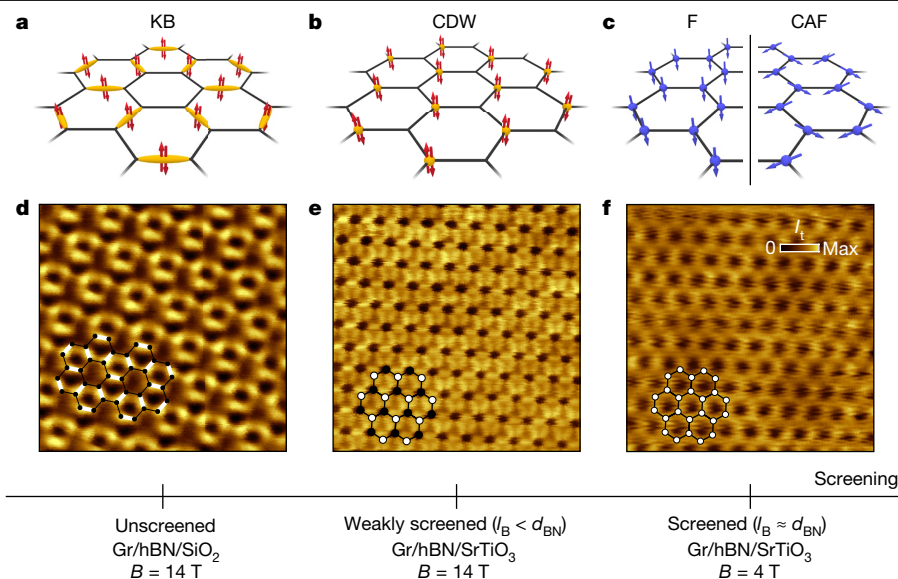 a KB
b CDW
c F CAF
d
e
f
I_t
0 Max
Screening
Unscreened
Gr/hBN/SiO₂
B = 14 T
Weakly screened (l_B < d_BN)
Gr/hBN/SrTiO₃
B = 14 T
Screened (l_B ≈ d_BN)
Gr/hBN/SrTiO₃
B = 4 T